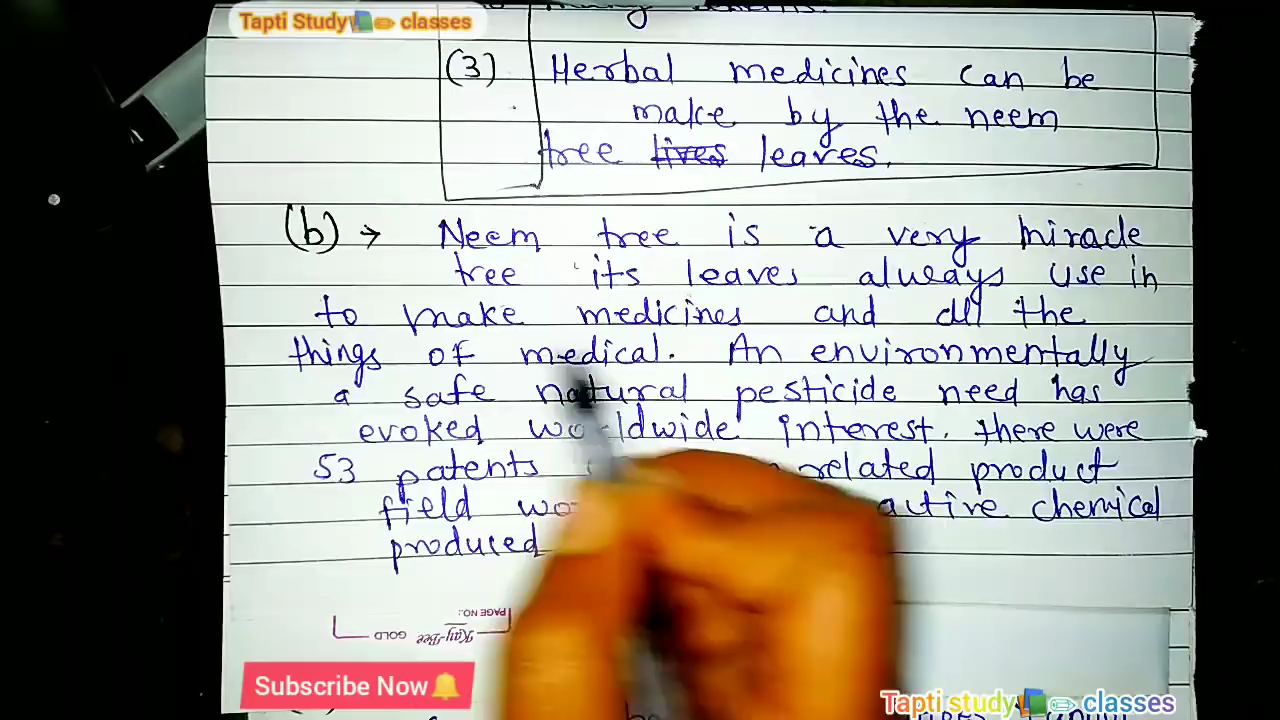 Tapti Study classes
(3) Herbal medicines can be
make by the neem
tree lives leaves.
(b) → Neem tree is a very miracle
tree its leaves always use in
to make medicines and all the
things of medical. An environmentally
a safe natural pesticide need has
evoked worldwide interest. There were
53 patents related product
field active chemical
produced
PAGE NO.:
Kay-Bee GOLD
Subscribe Now
Tapti study classes